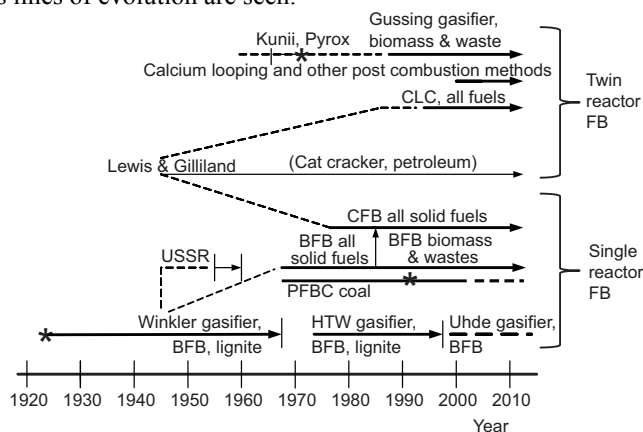 s lines of evolution are seen.
Gussing gasifier,
Kunii, Pyrox
biomass & waste
Calcium looping and other post combustion methods
CLC, all fuels
Twin
reactor
FB
Lewis & Gilliland
(Cat cracker, petroleum)
CFB all solid fuels
BFB all
solid fuels
BFB biomass
& wastes
USSR
PFBC coal
Single
reactor
FB
Winkler gasifier,
BFB, lignite
HTW gasifier,
BFB, lignite
Uhde gasifier,
BFB
1920 1930 1940 1950 1960 1970 1980 1990 2000 2010
Year